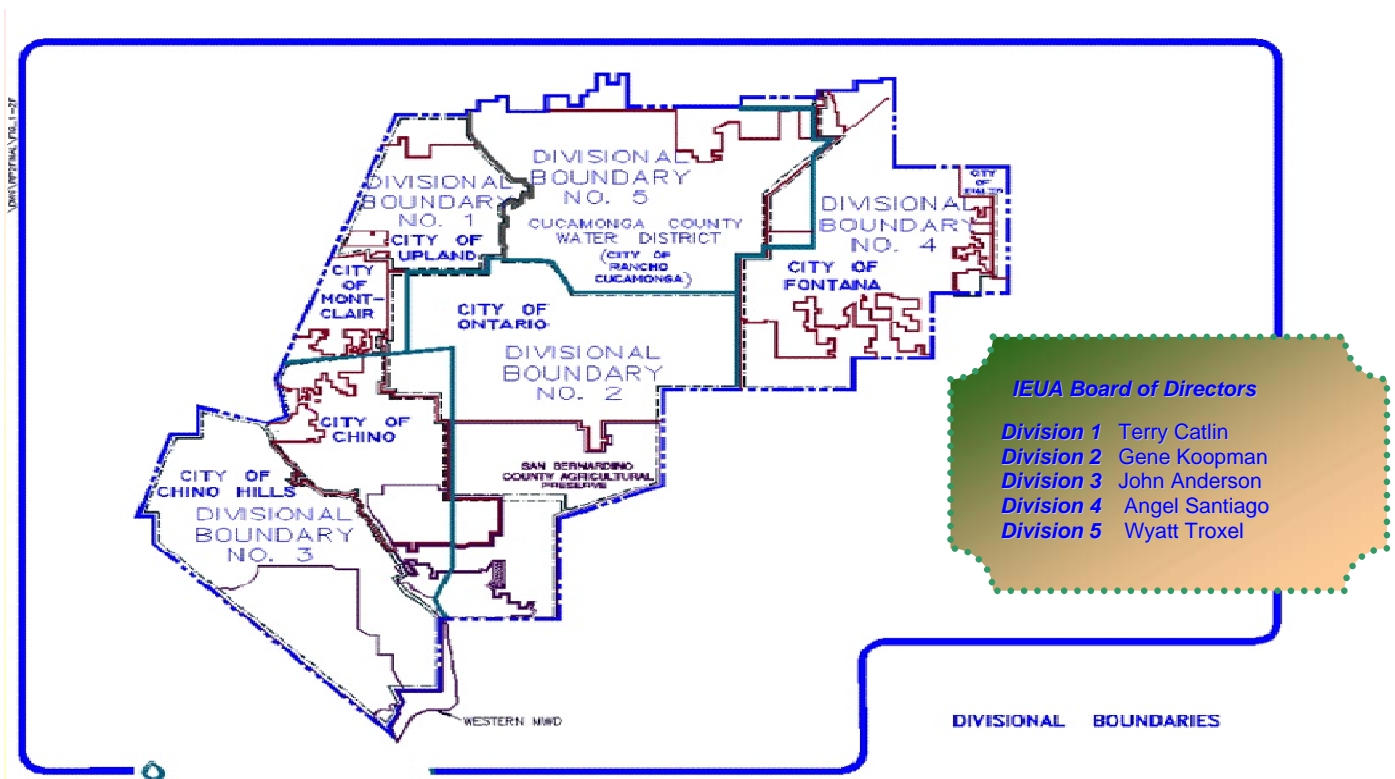 DIVISIONAL
BOUNDARY
NO. 1
CITY OF
UPLAND
DIVISIONAL
BOUNDARY
NO. 5
CUCAMONGA COUNTY
WATER DISTRICT
(CITY OF
RANCHO
CUCAMONGA)
CITY
OF
DIVISIONAL
BOUNDARY
NO. 4
CITY OF
FONTANA
CITY
OF
MONT-
CLAIR
CITY OF
ONTARIO
DIVISIONAL
BOUNDARY
NO. 2
CITY OF
CHINO
SAN BERNARDINO
COUNTY AGRICULTURAL
PRESERVE
CITY OF
CHINO HILLS
DIVISIONAL
BOUNDARY
NO. 3
WESTERN MWD
IEUA Board of Directors
Division 1 Terry Catlin
Division 2 Gene Koopman
Division 3 John Anderson
Division 4 Angel Santiago
Division 5 Wyatt Troxel
DIVISIONAL BOUNDARIES